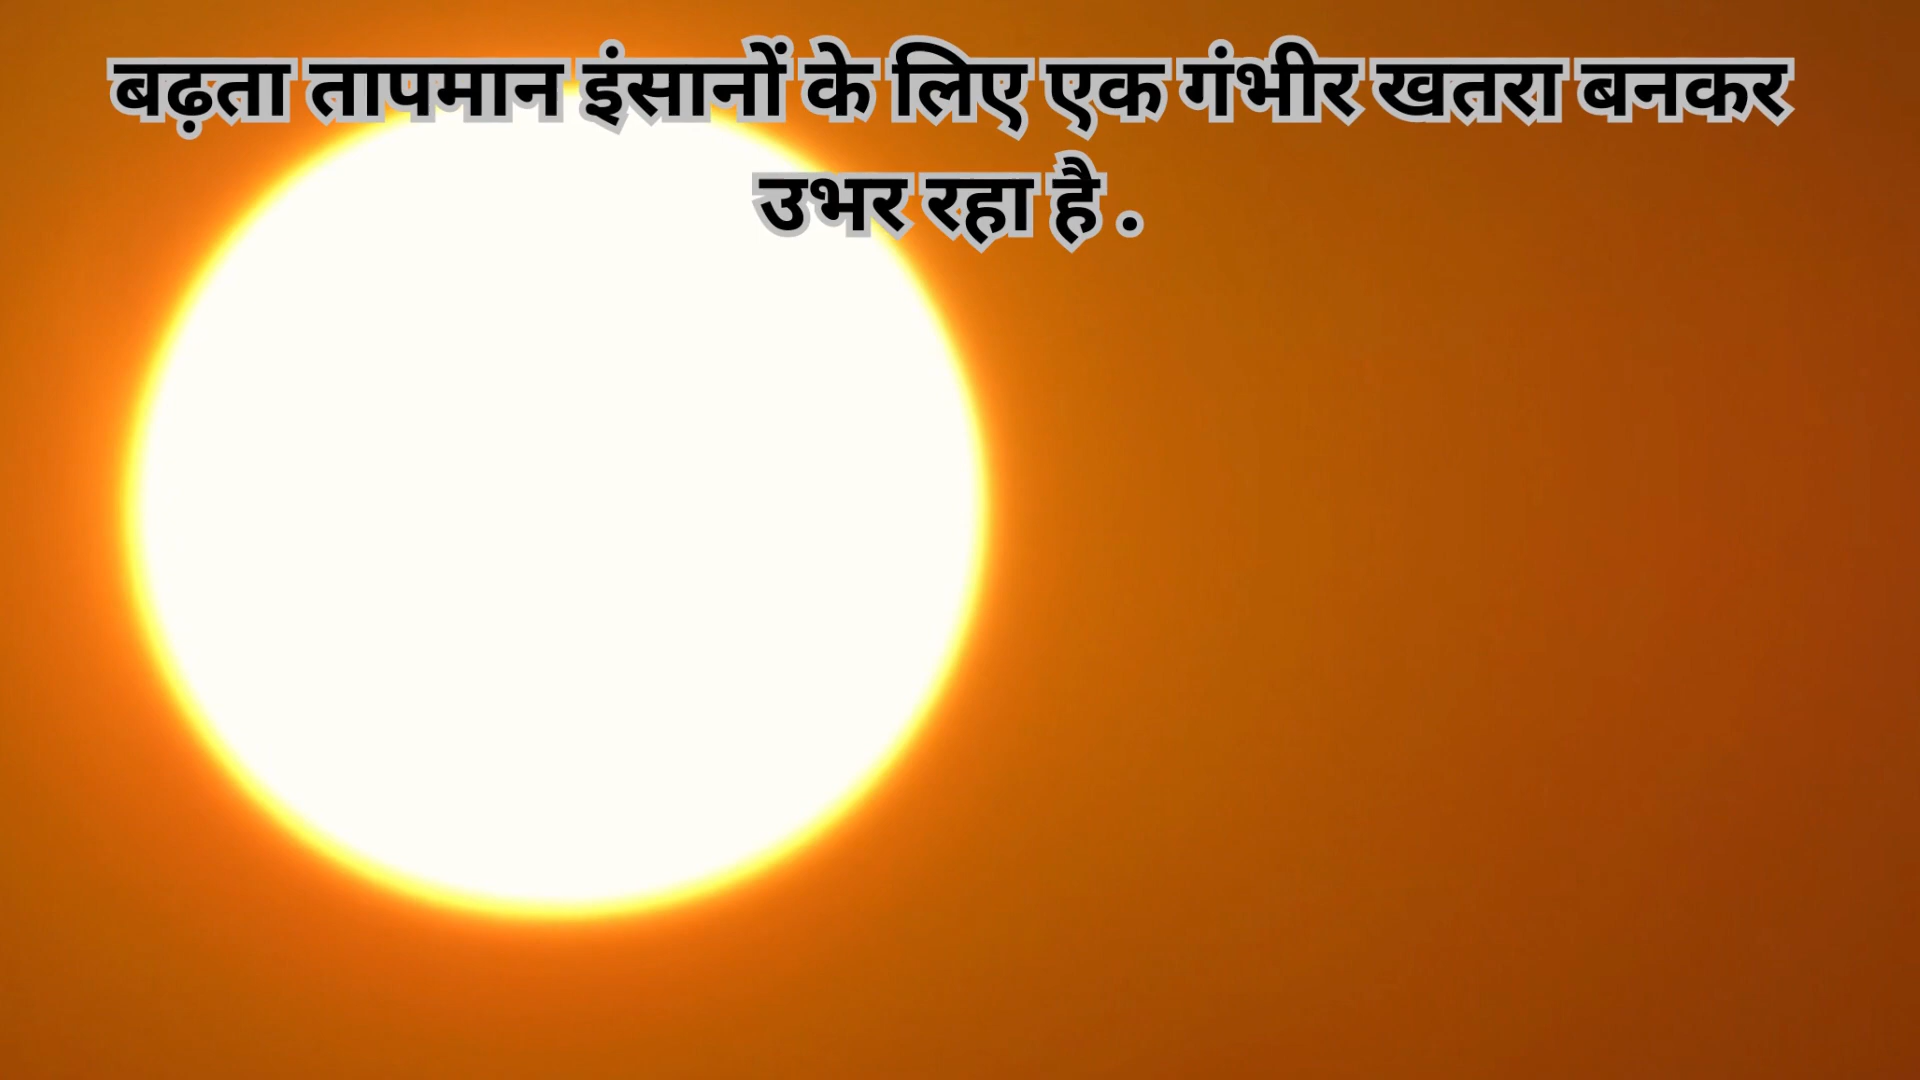 बढ़ता तापमान इंसानों के लिए एक गंभीर खतरा बनकर
उभर रहा है .